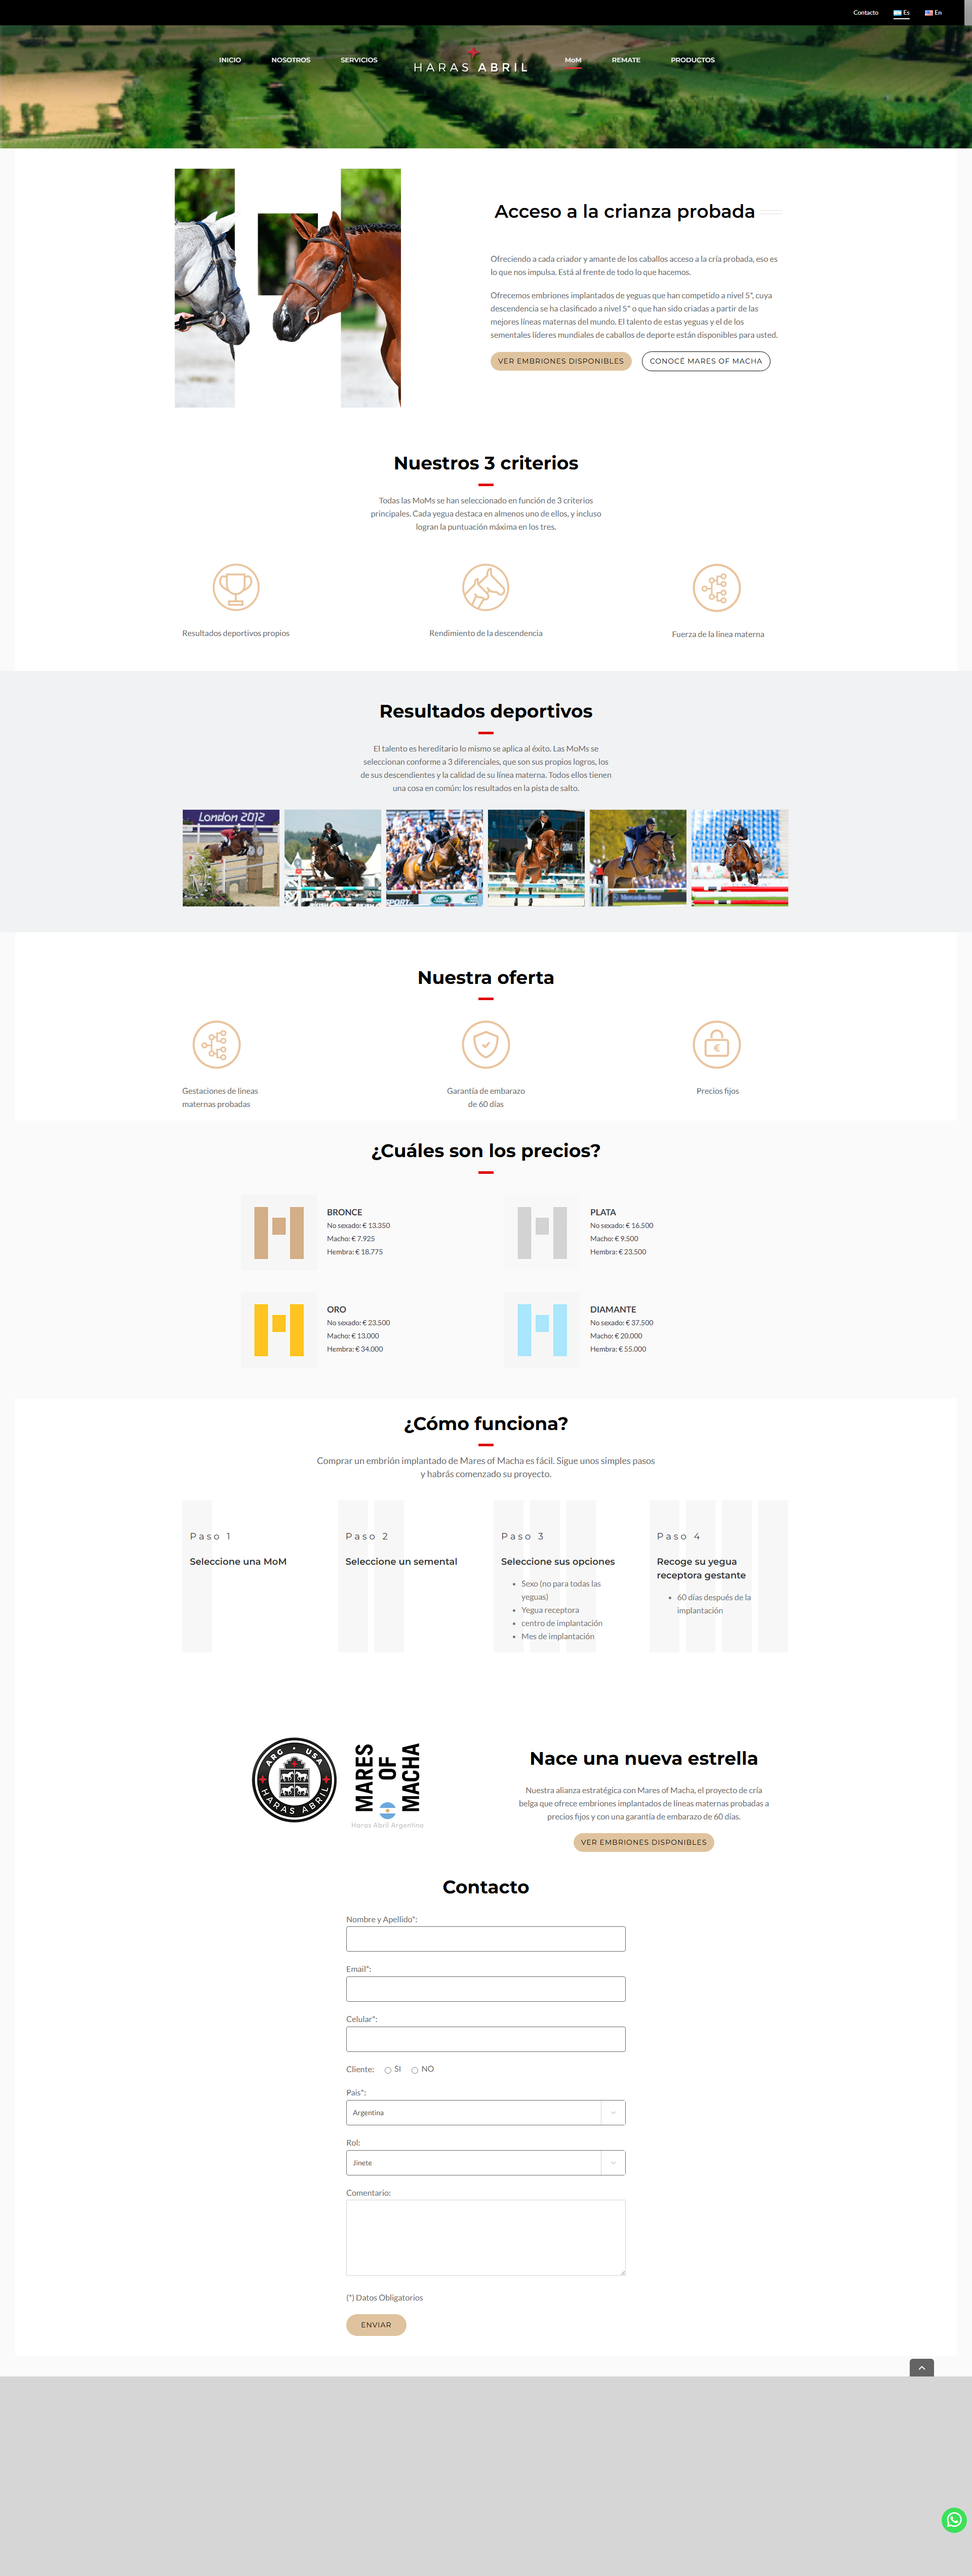 Contacto Es En
INICIO NOSOTROS SERVICIOS HARAS ABRIL MoM REMATE PRODUCTOS
Acceso a la crianza probada
Ofreciendo a cada criador y amante de los caballos acceso a la cría probada, eso es
lo que nos impulsa. Está al frente de todo lo que hacemos.
Ofrecemos embriones implantados de yeguas que han competido a nivel 5*, cuya
descendencia se ha clasificado a nivel 5* o que han sido criadas a partir de las
mejores líneas maternas del mundo. El talento de estas yeguas y el de los
sementales líderes mundiales de caballos de deporte están disponibles para usted.
VER EMBRIONES DISPONIBLES CONOCÉ MARES OF MACHA
Nuestros 3 criterios
Todas las MoMs se han seleccionado en función de 3 criterios
principales. Cada yegua destaca en almenos uno de ellos, y incluso
logran la puntuación máxima en los tres.
Resultados deportivos propios
Rendimiento de la descendencia
Fuerza de la línea materna
Resultados deportivos
El talento es hereditario lo mismo se aplica al éxito. Las MoMs se
seleccionan conforme a 3 diferenciales, que son sus propios logros, los
de sus descendientes y la calidad de su línea materna. Todos ellos tienen
una cosa en común: los resultados en la pista de salto.
London 2012
2014
LAND ROVER
Mercedes-Benz
Nuestra oferta
Gestaciones de líneas
maternas probadas
Garantía de embarazo
de 60 días
Precios fijos
¿Cuáles son los precios?
BRONCE
No sexado: € 13.350
Macho: € 7.925
Hembra: € 18.775
PLATA
No sexado: € 16.500
Macho: € 9.500
Hembra: € 23.500
ORO
No sexado: € 23.500
Macho: € 13.000
Hembra: € 34.000
DIAMANTE
No sexado: € 37.500
Macho: € 20.000
Hembra: € 55.000
¿Cómo funciona?
Comprar un embrión implantado de Mares of Macha es fácil. Sigue unos simples pasos
y habrás comenzado su proyecto.
Paso 1
Seleccione una MoM
Paso 2
Seleccione un semental
Paso 3
Seleccione sus opciones
• Sexo (no para todas las
yeguas)
• Yegua receptora
• centro de implantación
• Mes de implantación
Paso 4
Recoge su yegua
receptora gestante
• 60 días después de la
implantación
ARG • USA
HARAS ABRIL
MARES
OF
MACHA
Haras Abril Argentina
Nace una nueva estrella
Nuestra alianza estratégica con Mares of Macha, el proyecto de cría
belga que ofrece embriones implantados de líneas maternas probadas a
precios fijos y con una garantía de embarazo de 60 días.
VER EMBRIONES DISPONIBLES
Contacto
Nombre y Apellido*:
Email*:
Celular*:
Cliente: SI NO
Pais*:
Argentina
Rol:
Jinete
Comentario:
(*) Datos Obligatorios
ENVIAR